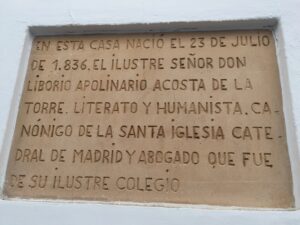 EN ESTA CASA NACIÓ EL 23 DE JULIO
DE 1.836. EL ILUSTRE SEÑOR DON
LIBORIO APOLINARIO ACOSTA DE LA
TORRE. LITERATO Y HUMANISTA. CA-
NÓNIGO DE LA SANTA IGLESIA CATE-
DRAL DE MADRID Y ABOGADO QUE FUE
DE SU ILUSTRE COLEGIO